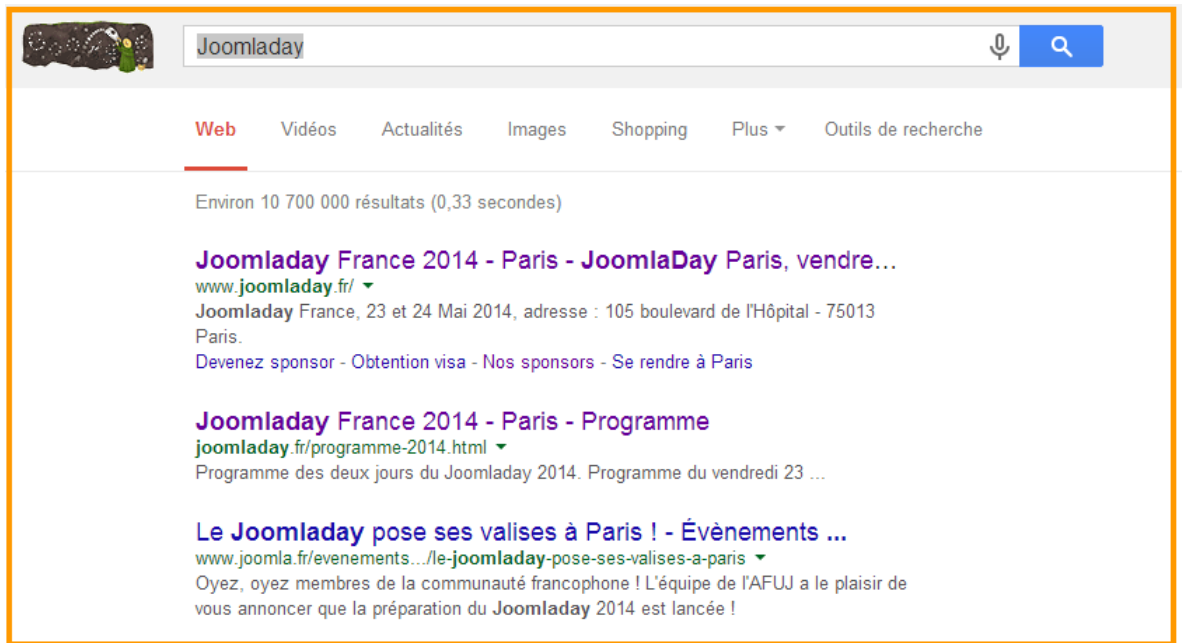 Joomladay
Web Vidéos Actualités Images Shopping Plus Outils de recherche
Environ 10 700 000 résultats (0,33 secondes)
Joomladay France 2014 - Paris - JoomlaDay Paris, vendre...
www.joomladay.fr/
Joomladay France, 23 et 24 Mai 2014, adresse : 105 boulevard de l'Hôpital - 75013
Paris.
Devenez sponsor - Obtention visa - Nos sponsors - Se rendre à Paris
Joomladay France 2014 - Paris - Programme
joomladay.fr/programme-2014.html
Programme des deux jours du Joomladay 2014. Programme du vendredi 23 ...
Le Joomladay pose ses valises à Paris ! - Évènements ...
www.joomla.fr/evenements.../le-joomladay-pose-ses-valises-a-paris
Oyez, oyez membres de la communauté francophone ! L'équipe de l'AFUJ a le plaisir de
vous annoncer que la préparation du Joomladay 2014 est lancée !